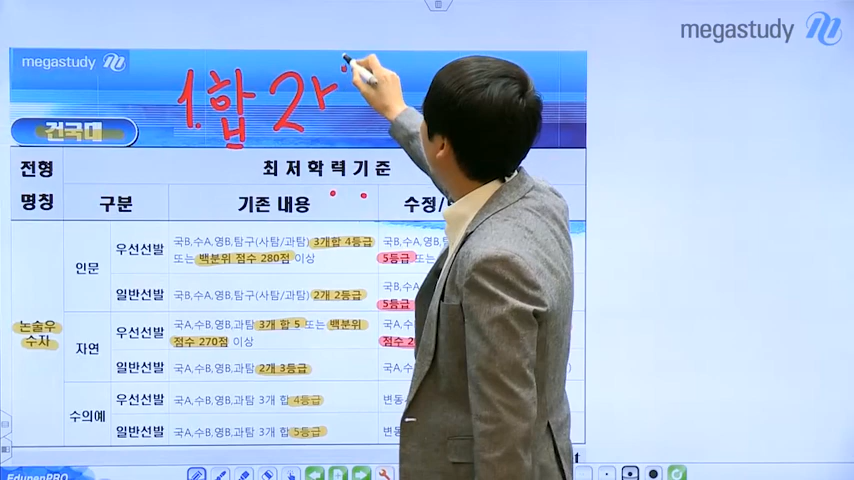 megastudy
megastudy
1.합격
건국대
전형
명칭
최 저 학 력 기 준
구분
기존 내용
수정/
논술우
수자
인문
우선선발
국B,수A,영B,탐구(사탐/과탐) 3개합 4등급
또는 백분위 점수 280점 이상
국B,수A,영B,탐
5등급 또는
일반선발
국B,수A,영B,탐구(사탐/과탐) 2개 2등급
국B,수A
5등급
자연
우선선발
국A,수B,영B,과탐 3개 합 5 또는 백분위
점수 270점 이상
국A,수
점수 2
일반선발
국A,수B,영B,과탐 2개 3등급
국A,수
수의예
우선선발
국A,수B,영B,과탐 3개 합 4등급
변동
일반선발
국A,수B,영B,과탐 3개 합 5등급
변동
EdupenPRO